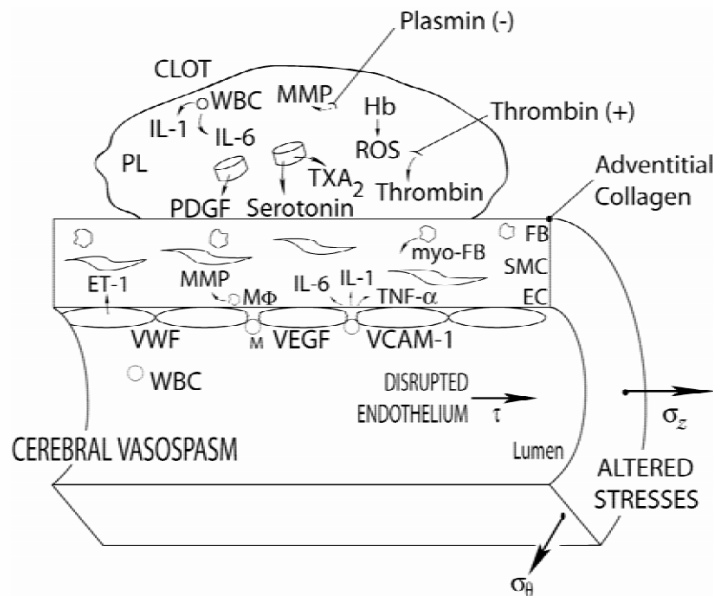 Plasmin (-)
CLOT
WBC
MMP
Hb
Thrombin (+)
IL-1
IL-6
ROS
PL
TXA2
Thrombin
Adventitial
Collagen
PDGF
Serotonin
FB
myo-FB
SMC
MMP
IL-1
ET-1
MΦ
IL-6
TNF-α
EC
VWF
M
VEGF
VCAM-1
WBC
DISRUPTED
ENDOTHELIUM
τ
σz
CEREBRAL VASOSPASM
Lumen
ALTERED
STRESSES
σθ